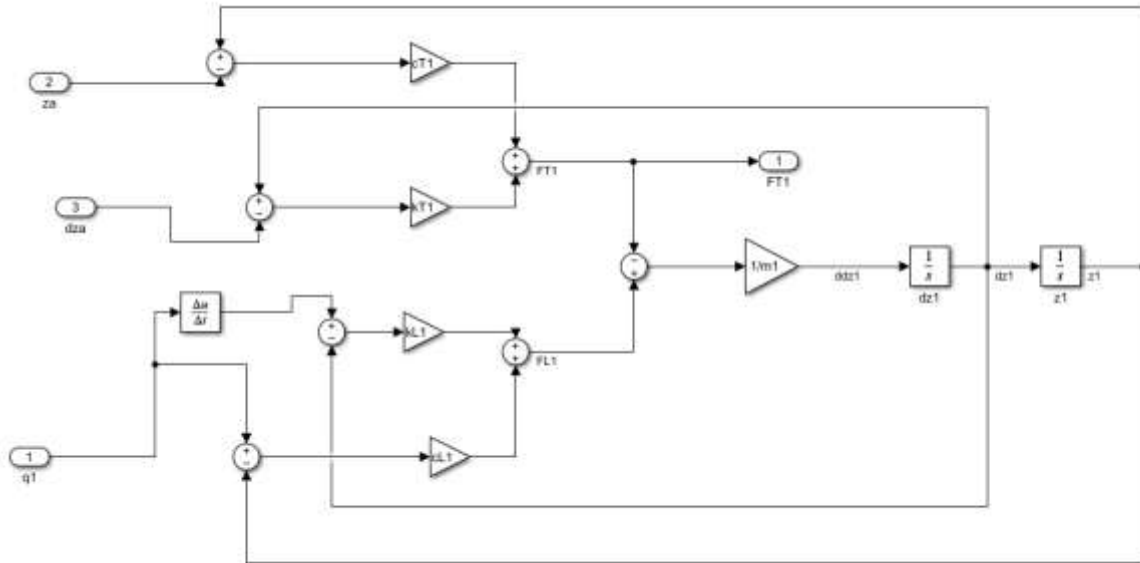 +
−
cT1
2
za
+
+
FT1
1
FT1
+
−
kT1
3
dza
−
+
1/m1
ddz1
1
s
dz1
dz1
1
s
z1
z1
Δu
Δt
+
−
kL1
+
+
FL1
1
q1
+
−
cL1